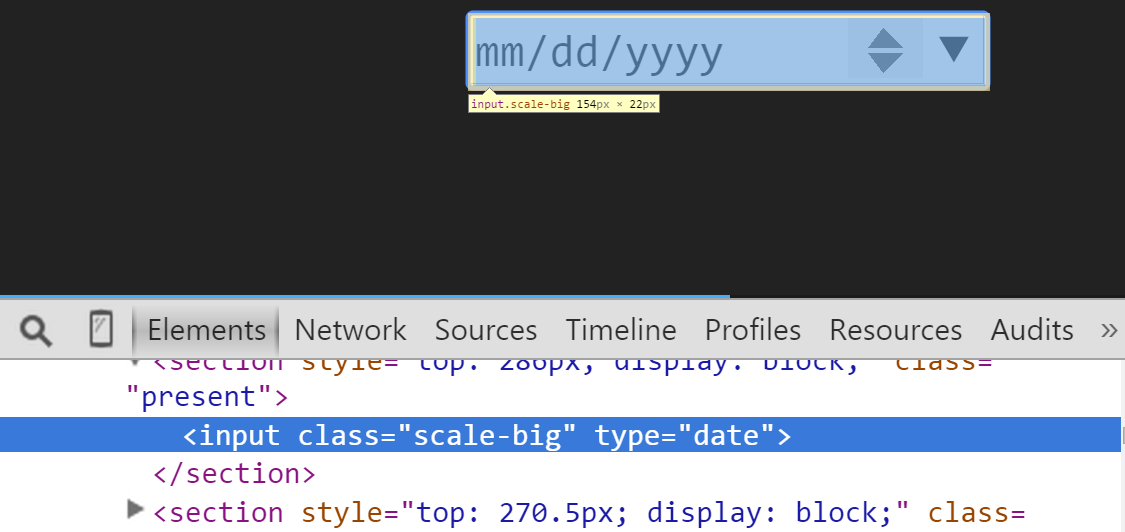 mm/dd/yyyy
input.scale-big 154px × 22px
Elements Network Sources Timeline Profiles Resources Audits »
<section style="top: 286px; display: block;" class=
"present">
<input class="scale-big" type="date">
</section>
<section style="top: 270.5px; display: block;" class=